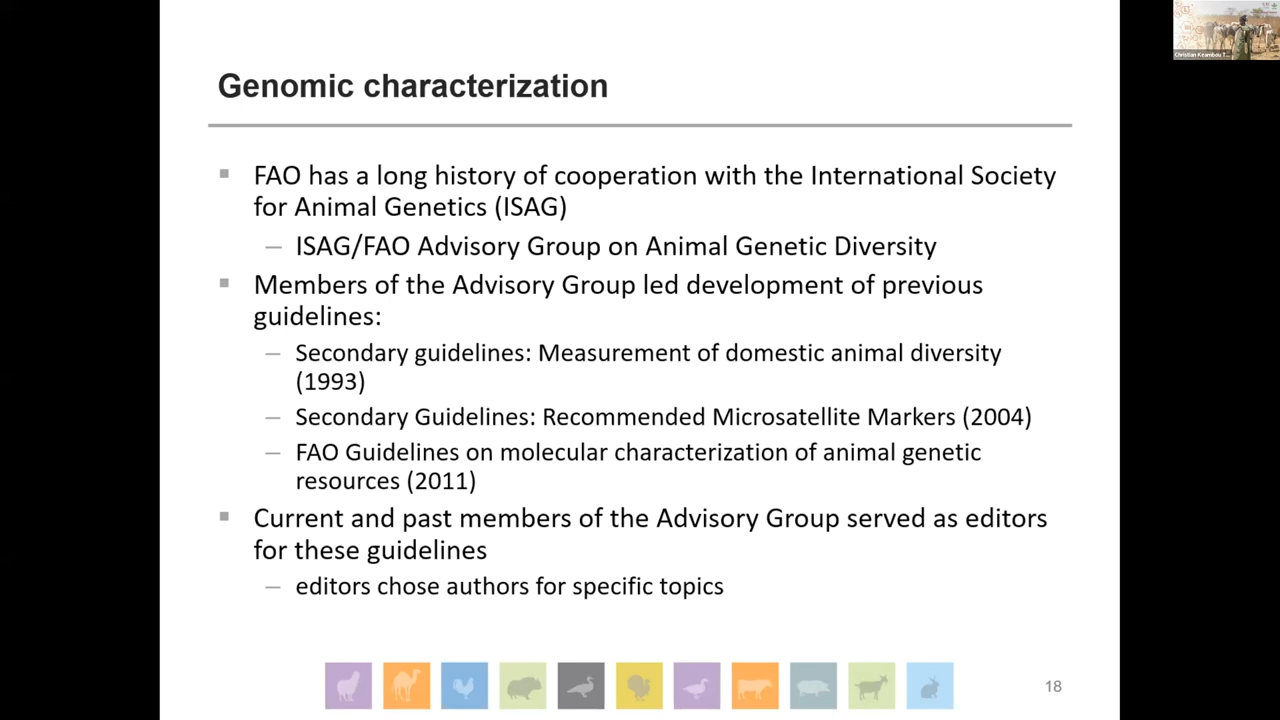 Genomic characterization
FAO has a long history of cooperation with the International Society
for Animal Genetics (ISAG)
– ISAG/FAO Advisory Group on Animal Genetic Diversity
Members of the Advisory Group led development of previous
guidelines:
– Secondary guidelines: Measurement of domestic animal diversity
(1993)
– Secondary Guidelines: Recommended Microsatellite Markers (2004)
– FAO Guidelines on molecular characterization of animal genetic
resources (2011)
Current and past members of the Advisory Group served as editors
for these guidelines
– editors chose authors for specific topics
18
Christian Keambou T...